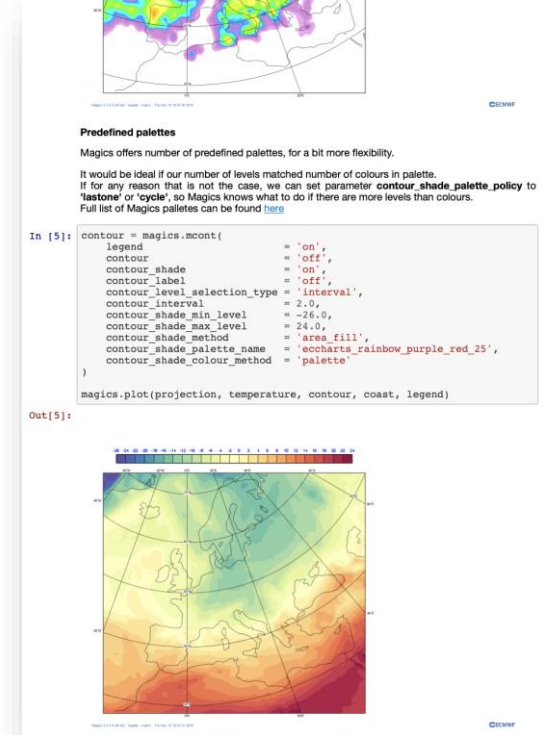 ECMWF
Predefined palettes
Magics offers number of predefined palettes, for a bit more flexibility.
It would be ideal if our number of levels matched number of colours in palette.
If for any reason that is not the case, we can set parameter contour_shade_palette_policy to
'lastone' or 'cycle', so Magics knows what to do if there are more levels than colours.
Full list of Magics palletes can be found here
In [5]: contour = magics.mcont(
legend = 'on',
contour = 'off',
contour_shade = 'on',
contour_label = 'off',
contour_level_selection_type = 'interval',
contour_interval = 2.0,
contour_shade_min_level = -26.0,
contour_shade_max_level = 24.0,
contour_shade_method = 'area_fill',
contour_shade_palette_name = 'eccharts_rainbow_purple_red_25',
contour_shade_colour_method = 'palette'
)
magics.plot(projection, temperature, contour, coast, legend)
Out[5]:
ECMWF